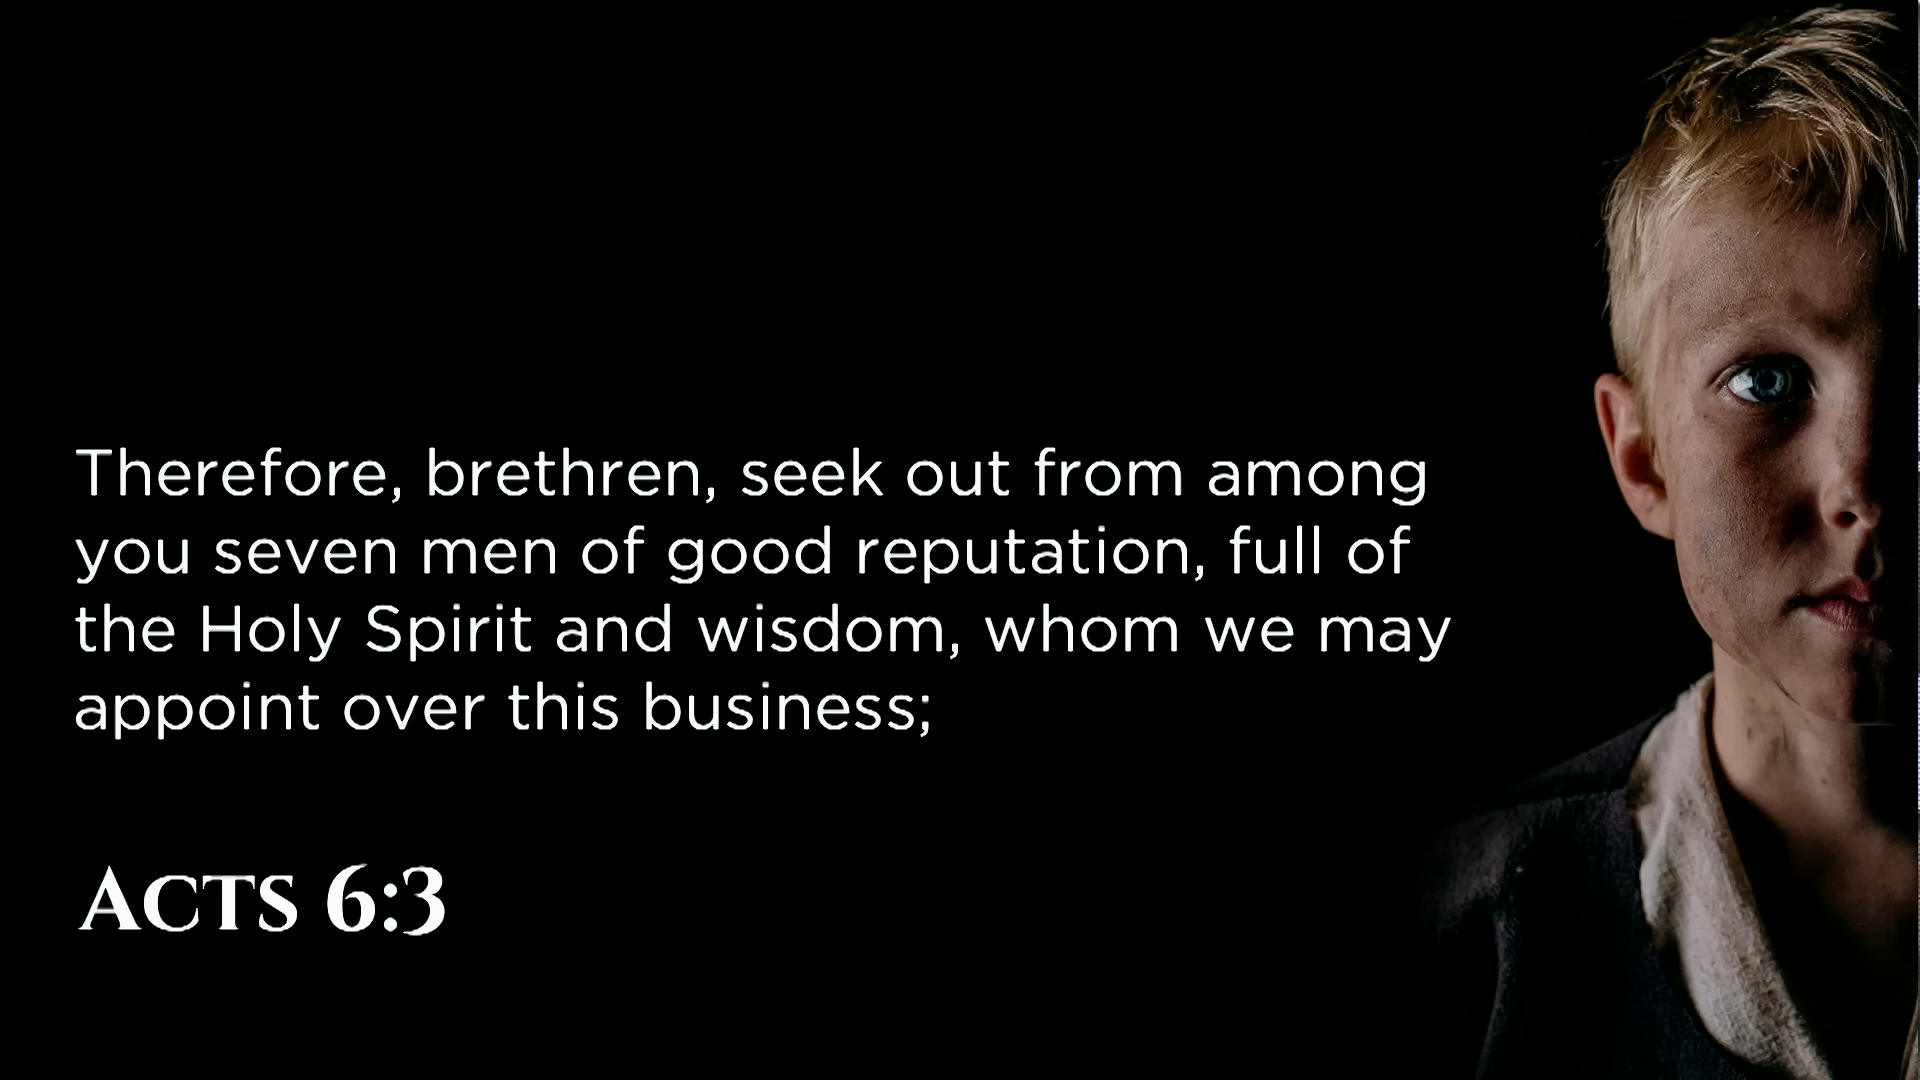 Therefore, brethren, seek out from among
you seven men of good reputation, full of
the Holy Spirit and wisdom, whom we may
appoint over this business;
Acts 6:3